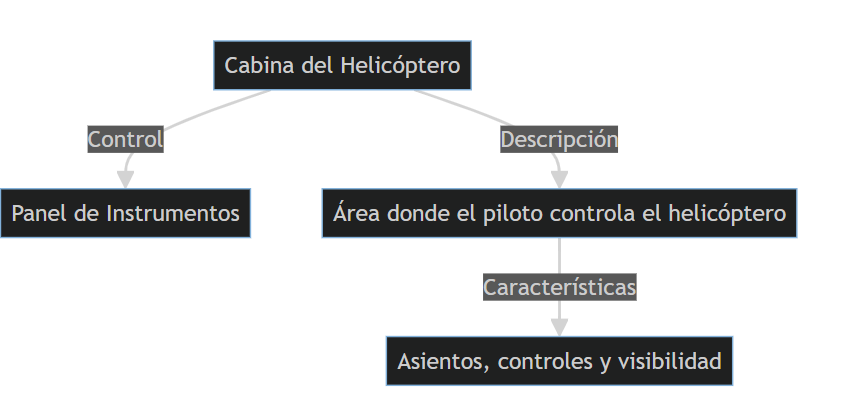 Cabina del Helicóptero
Control
Descripción
Panel de Instrumentos
Área donde el piloto controla el helicóptero
Características
Asientos, controles y visibilidad